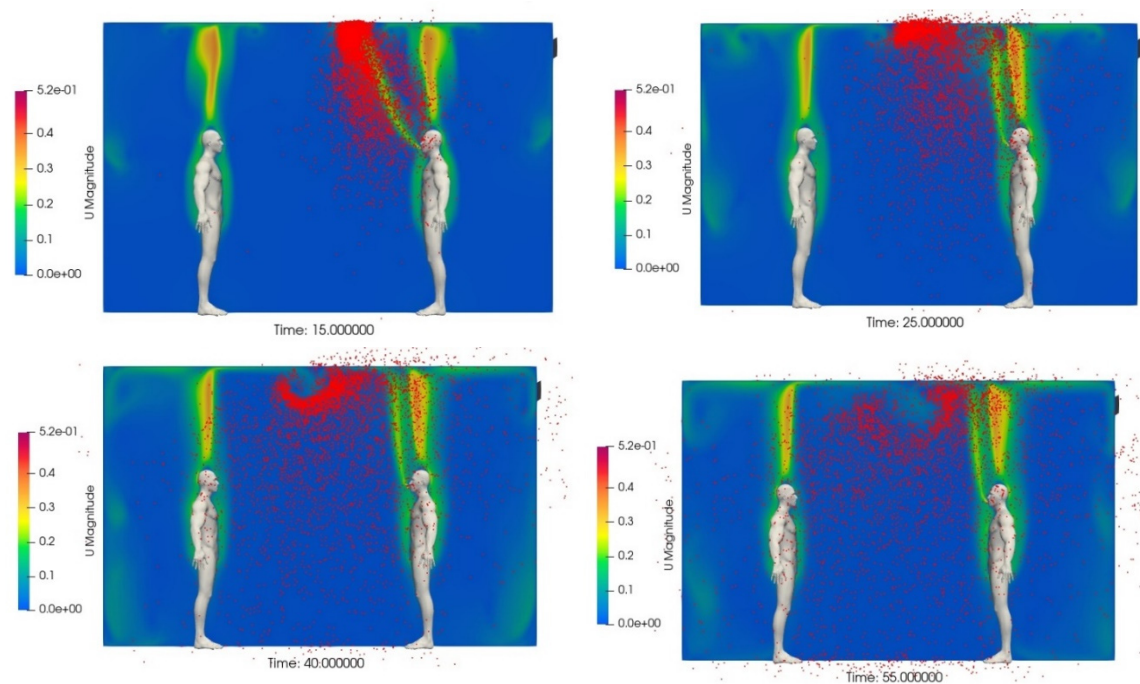 5.2e-01
0.4
0.3
0.2
0.1
0.0e+00
U Magnitude
Time: 15.000000
5.2e-01
0.4
0.3
0.2
0.1
0.0e+00
U Magnitude
Time: 25.000000
5.2e-01
0.4
0.3
0.2
0.1
0.0e+00
U Magnitude
Time: 40.000000
5.2e-01
0.4
0.3
0.2
0.1
0.0e+00
U Magnitude
Time: 55.000000